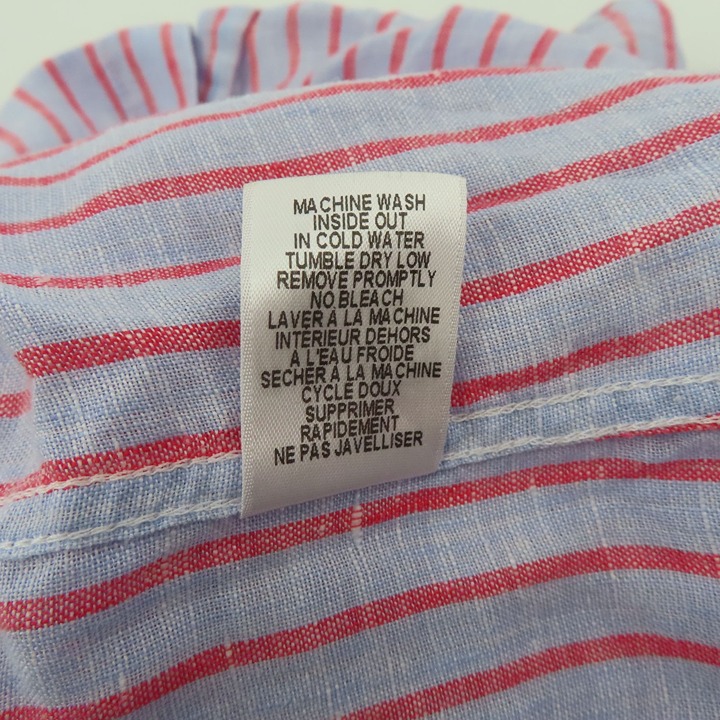 MACHINE WASH
INSIDE OUT
IN COLD WATER
TUMBLE DRY LOW
REMOVE PROMPTLY
NO BLEACH
LAVER À LA MACHINE
INTÉRIEUR DEHORS
À L'EAU FROIDE
SECHER À LA MACHINE
CYCLE DOUX
SUPPRIMER
RAPIDEMENT
NE PAS JAVELLISER